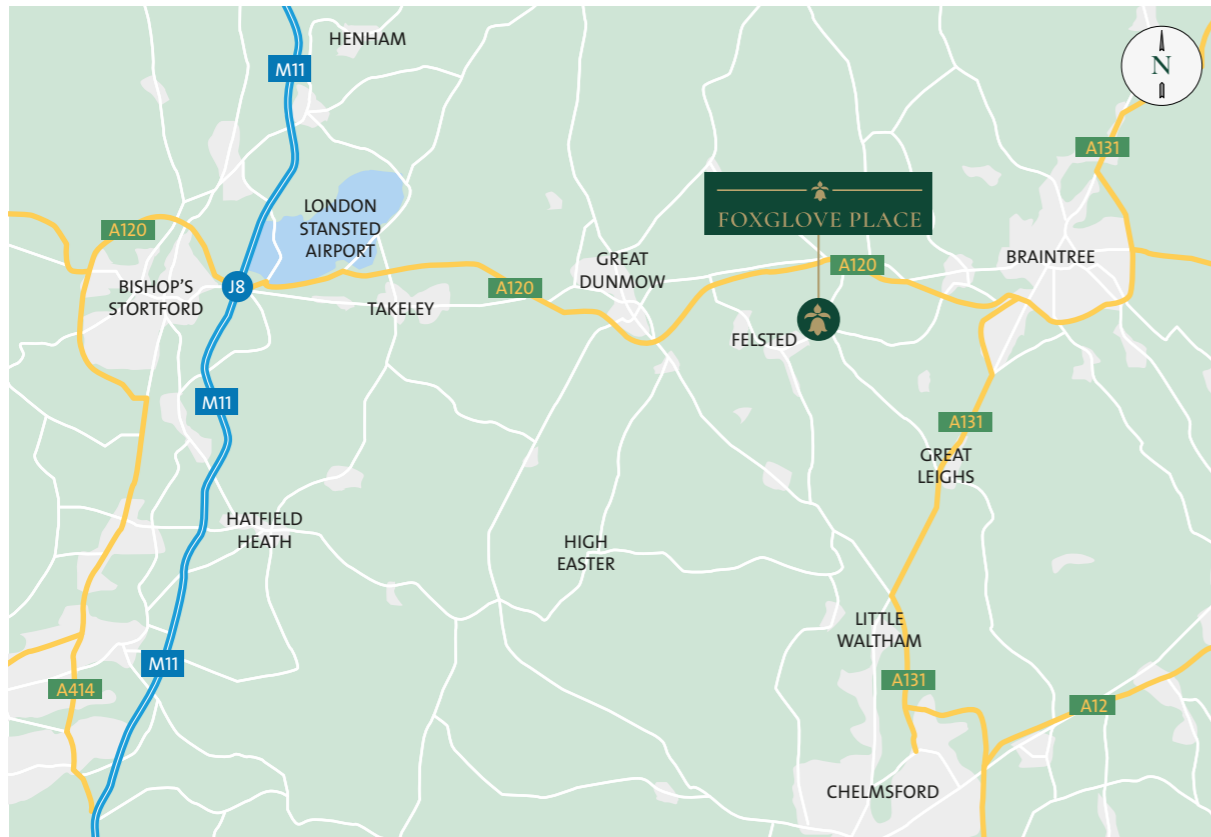 HENHAM
M11
N
A131
LONDON
STANSTED
AIRPORT
FOXGLOVE PLACE
A120
GREAT
DUNMOW
A120
BRAINTREE
J8
BISHOP'S
STORTFORD
TAKELEY
A120
FELSTED
M11
A131
GREAT
LEIGHS
HATFIELD
HEATH
HIGH
EASTER
LITTLE
WALTHAM
M11
A414
A131
A12
CHELMSFORD